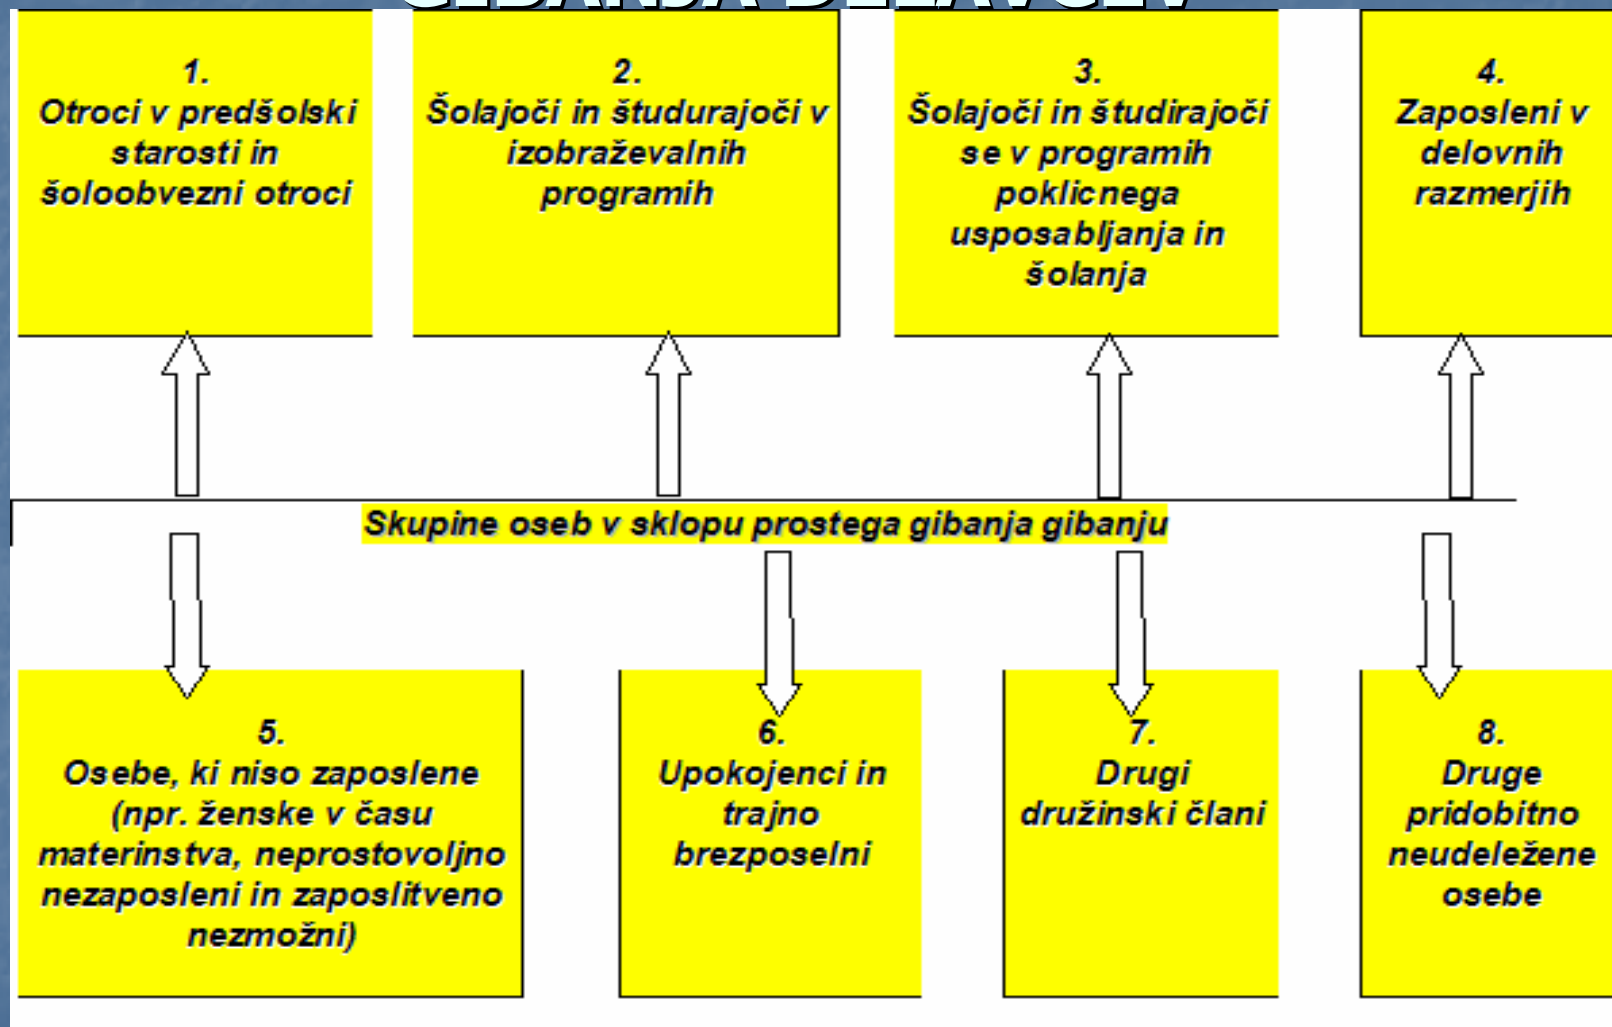 GIBANJA DELAVCEV
1.
Otroci v predšolski
starosti in
šoloobvezni otroci
2.
Šolajoči in študurajoči v
izobraževalnih
programih
3.
Šolajoči in študirajoči
se v programih
poklicnega
usposabljanja in
šolanja
4.
Zaposleni v
delovnih
razmerjih
Skupine oseb v sklopu prostega gibanja gibanju
5.
Osebe, ki niso zaposlene
(npr. ženske v času
materinstva, neprostovoljno
nezaposleni in zaposlitveno
nezmožni)
6.
Upokojenci in
trajno
brezposelni
7.
Drugi
družinski člani
8.
Druge
pridobitno
neudeležene
osebe